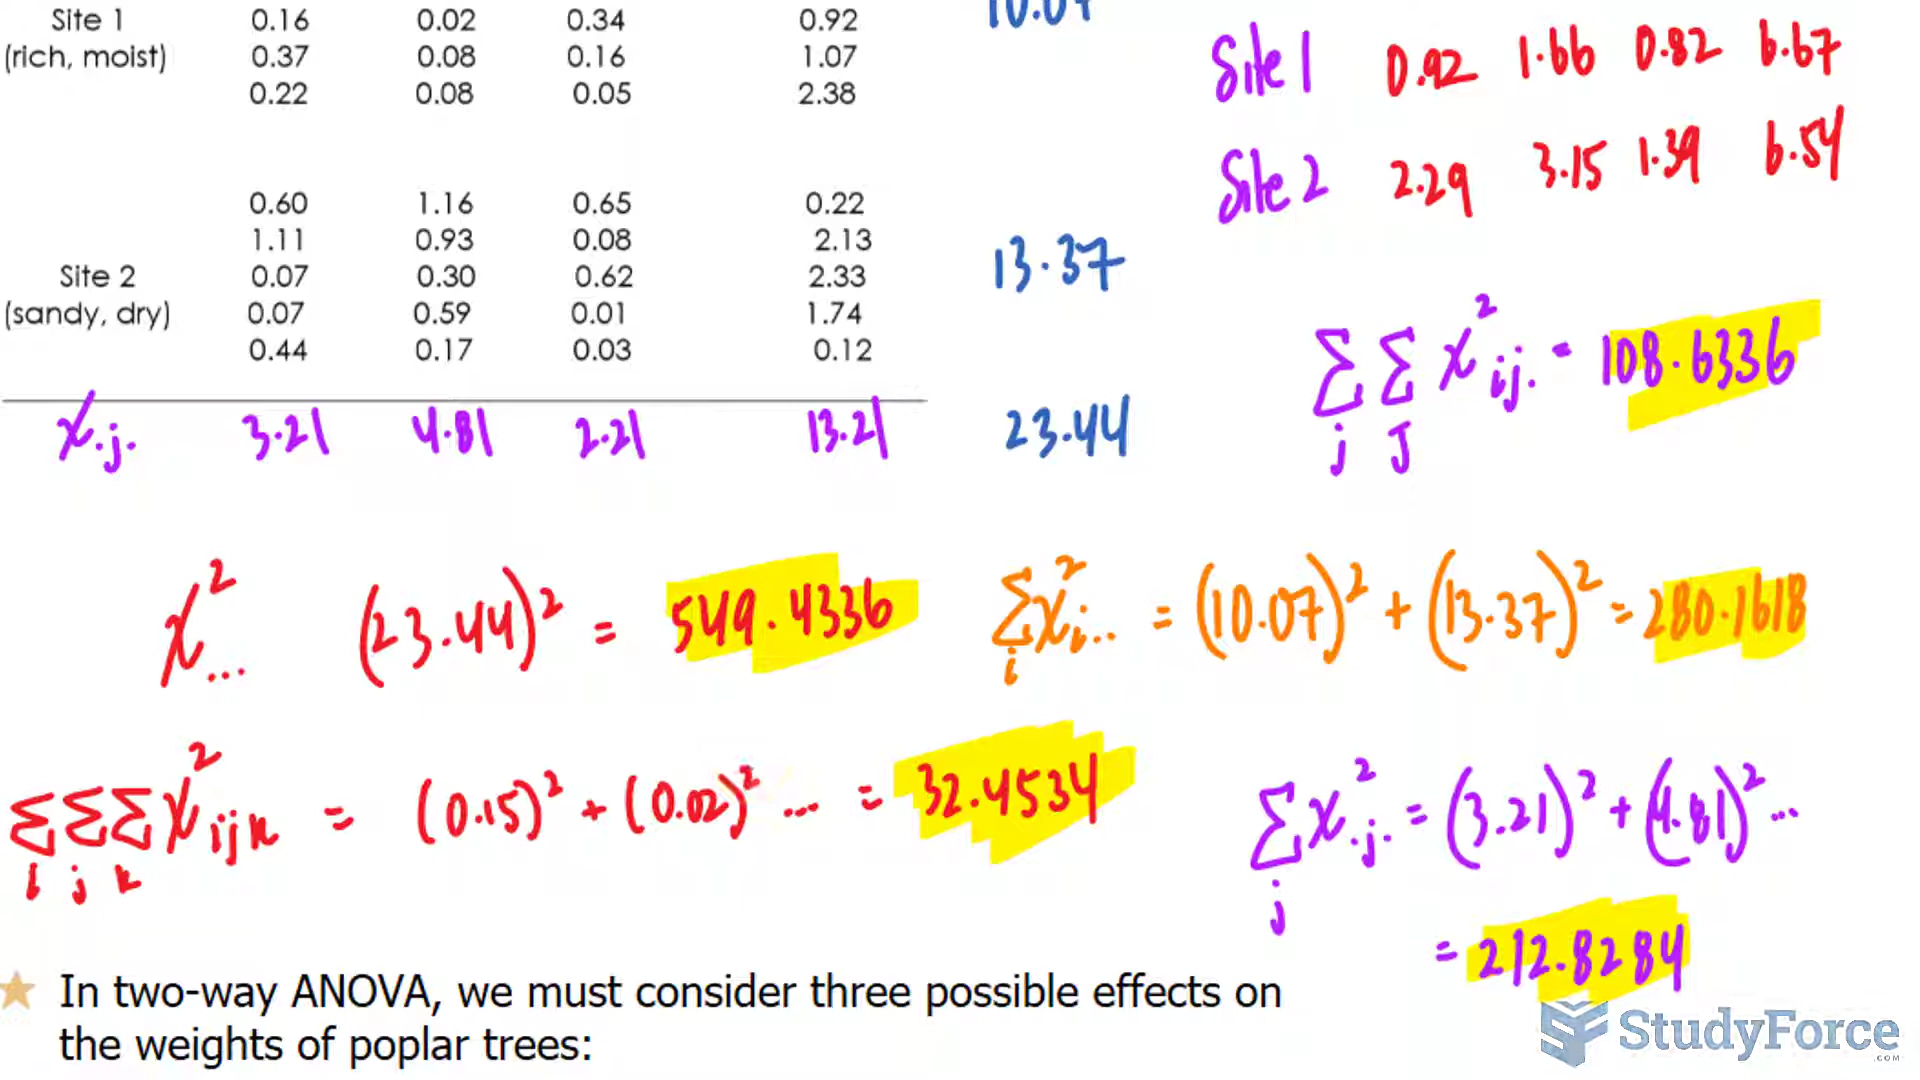 Site 1 0.16 0.02 0.34 0.92
(rich, moist) 0.37 0.08 0.16 1.07
0.22 0.08 0.05 2.38
10.07
Site 1 0.92 1.66 0.82 6.67
Site 2 2.29 3.15 1.39 6.54
0.60 1.16 0.65 0.22
1.11 0.93 0.08 2.13
Site 2 0.07 0.30 0.62 2.33
(sandy, dry) 0.07 0.59 0.01 1.74
0.44 0.17 0.03 0.12
13.37
x.j. 3.21 4.81 2.21 13.21 23.44
Σ Σ x²ij. = 108.6336
j J
x²... (23.44)² = 549.4336
Σ x²i.. . = (10.07)² + (13.37)² = 280.1618
i
ΣΣΣ x²ijk = (0.15)² + (0.02)² ... = 32.4534
i j k
Σ x².j. = (3.21)² + (4.81)² ...
j
= 212.8284
In two-way ANOVA, we must consider three possible effects on
the weights of poplar trees:
StudyForce
.COM